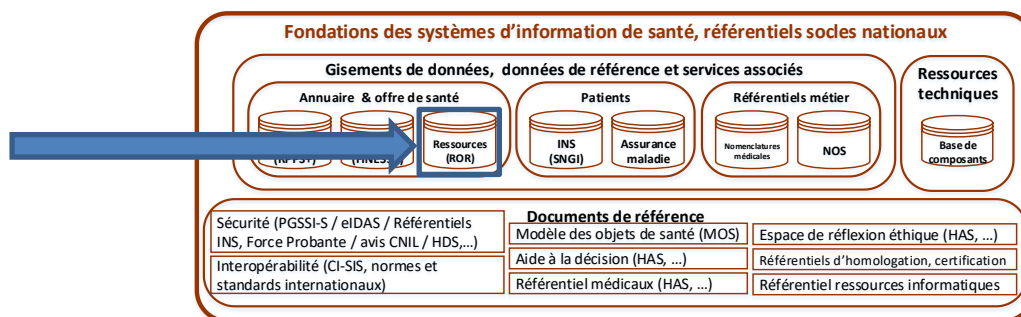 Fondations des systèmes d'information de santé, référentiels socles nationaux
Gisements de données, données de référence et services associés
Annuaire & offre de santé
Ressources
(ROR)
Patients
INS
(SNGI)
Assurance
maladie
Référentiels métier
Nomenclatures
médicales
NOS
Ressources
techniques
Base de
composants
Documents de référence
Sécurité (PGSSI-S / eIDAS / Référentiels
INS, Force Probante / avis CNIL / HDS,…)
Interopérabilité (CI-SIS, normes et
standards internationaux)
Modèle des objets de santé (MOS)
Aide à la décision (HAS, …)
Référentiel médicaux (HAS, …)
Espace de réflexion éthique (HAS, …)
Référentiels d'homologation, certification
Référentiel ressources informatiques